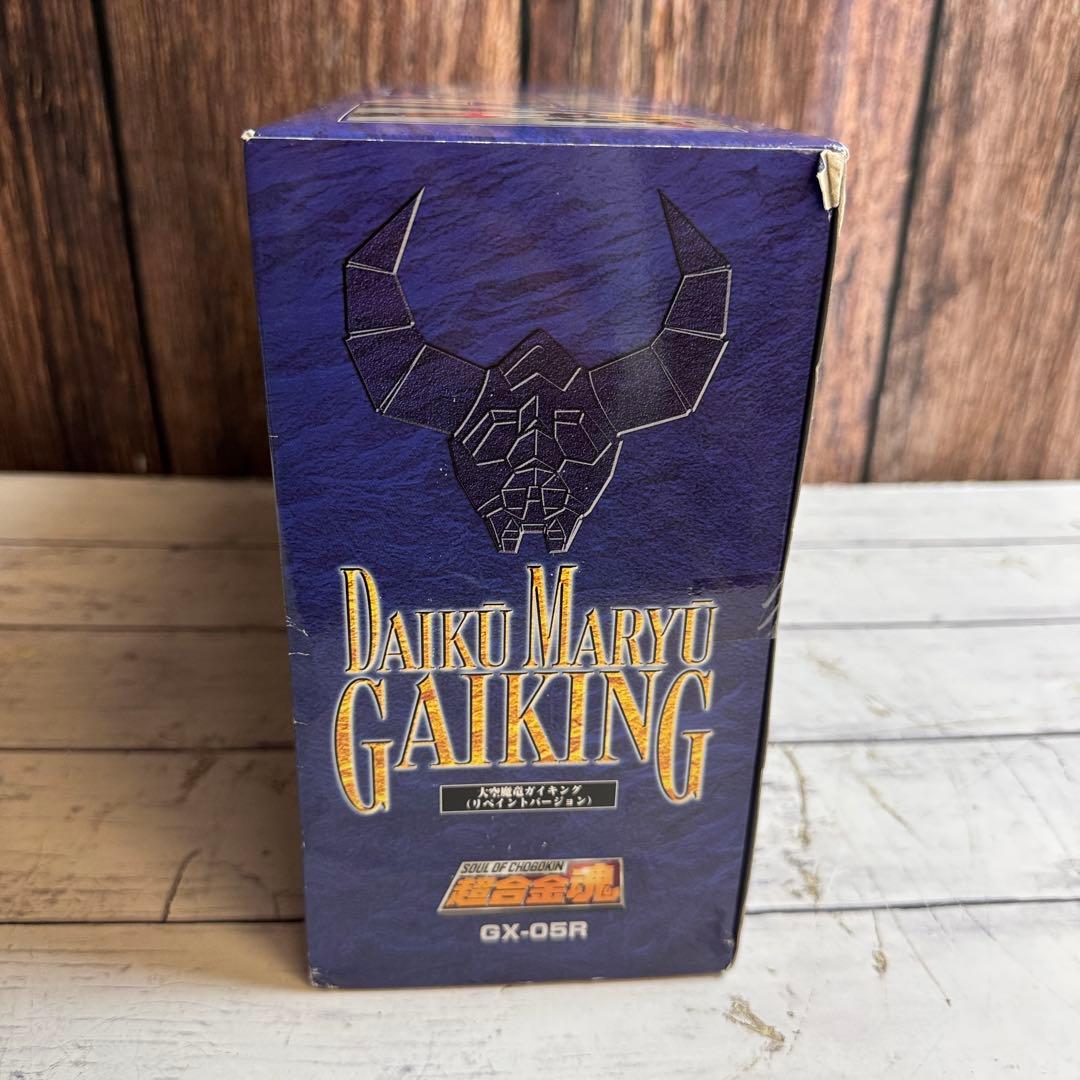 DAIKŪ MARYŪ
GAIKING
大空魔竜ガイキング
(リペイントバージョン)
SOUL OF CHOGOKIN
超合金魂
GX-05R